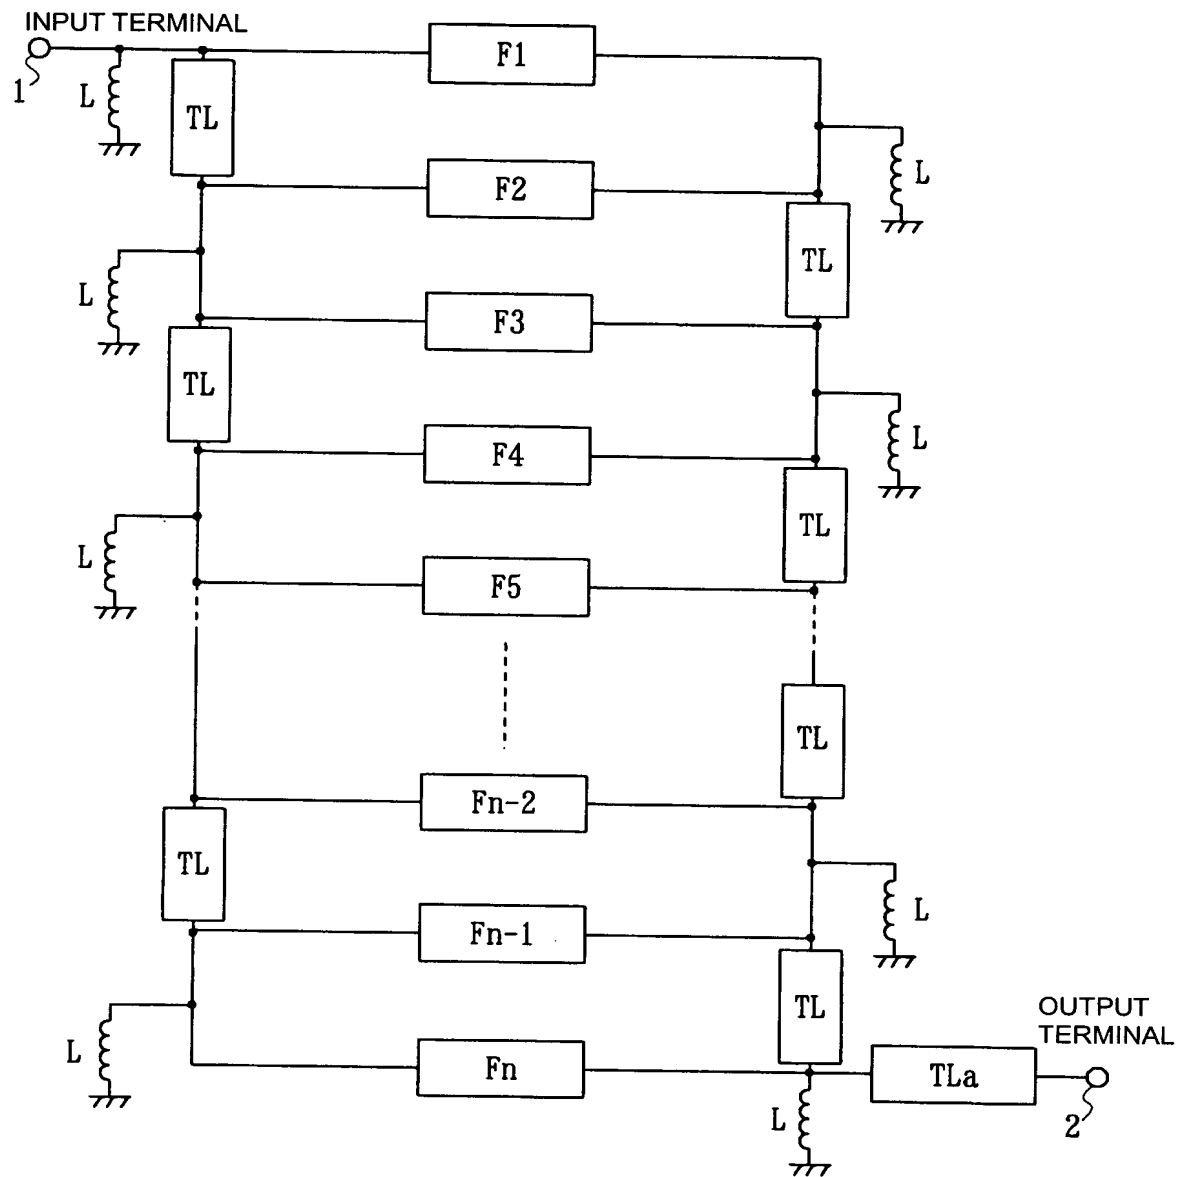 INPUT TERMINAL
1
L
TL
F1
L
F2
TL
L
F3
TL
L
F4
TL
L
F5
TL
Fn-2
TL
L
Fn-1
TL
L
Fn
TLa
OUTPUT
TERMINAL
L
2